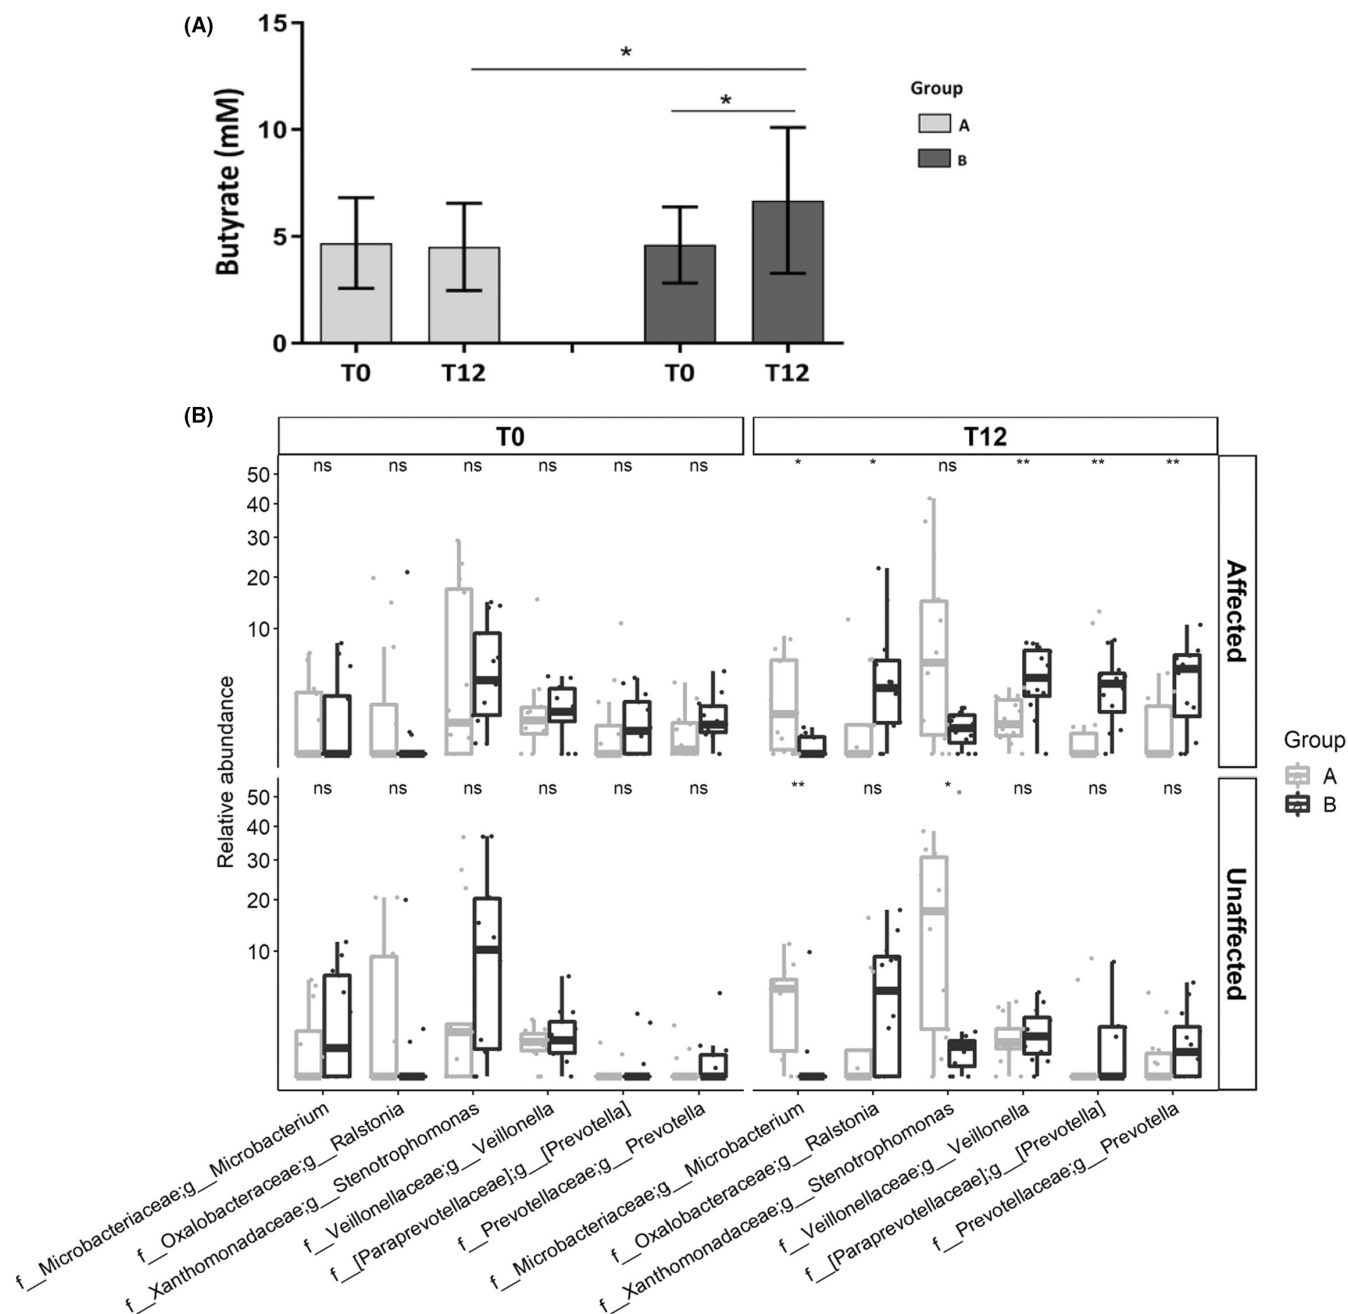 (A)
15
10
5
0
Butyrate (mM)
*
*
T0
T12
T0
T12
Group
A
B
(B)
T0
T12
ns ns ns ns ns ns
* * ns ** ** **
50
40
30
20
10
Affected
Relative abundance
ns ns ns ns ns ns
** ns * ns ns ns
50
40
30
20
10
Unaffected
Group
A
B
f__Microbacteriaceae;g__Microbacterium
f__Oxalobacteraceae;g__Ralstonia
f__Xanthomonadaceae;g__Stenotrophomonas
f__Veillonellaceae;g__Veillonella
f__[Paraprevotellaceae];g__[Prevotella]
f__Prevotellaceae;g__Prevotella
f__Microbacteriaceae;g__Microbacterium
f__Oxalobacteraceae;g__Ralstonia
f__Xanthomonadaceae;g__Stenotrophomonas
f__Veillonellaceae;g__Veillonella
f__[Paraprevotellaceae];g__[Prevotella]
f__Prevotellaceae;g__Prevotella